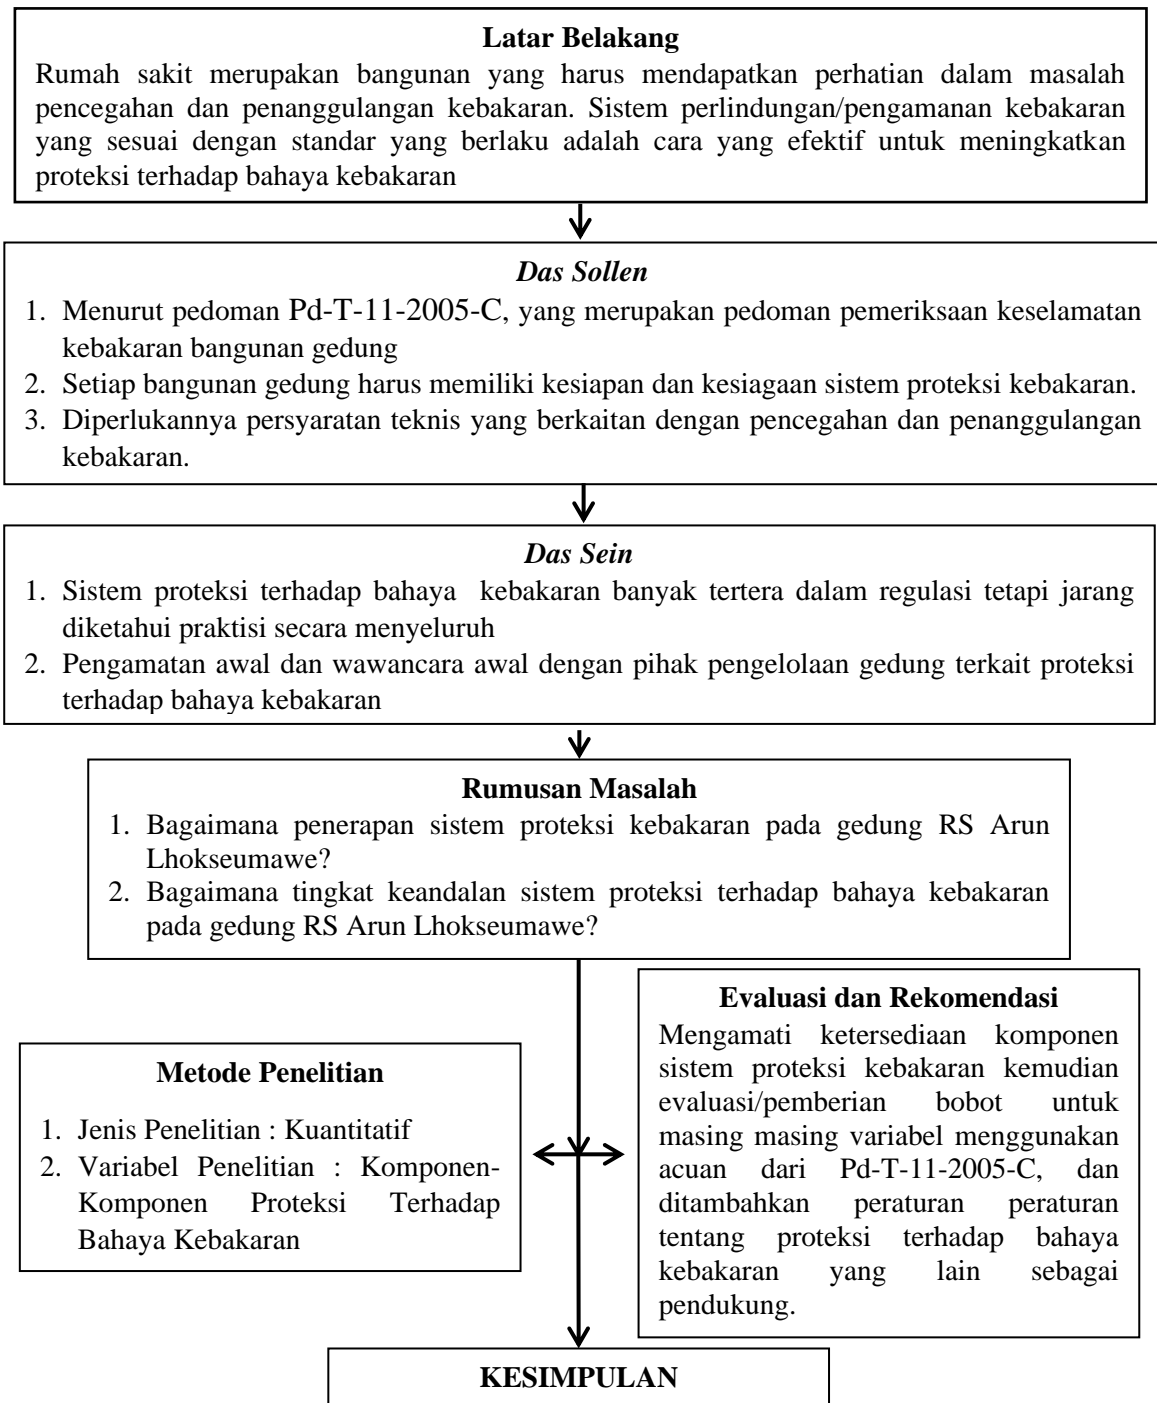 Latar Belakang
Rumah sakit merupakan bangunan yang harus mendapatkan perhatian dalam masalah
pencegahan dan penanggulangan kebakaran. Sistem perlindungan/pengamanan kebakaran
yang sesuai dengan standar yang berlaku adalah cara yang efektif untuk meningkatkan
proteksi terhadap bahaya kebakaran
Das Sollen
1. Menurut pedoman Pd-T-11-2005-C, yang merupakan pedoman pemeriksaan keselamatan
kebakaran bangunan gedung
2. Setiap bangunan gedung harus memiliki kesiapan dan kesiagaan sistem proteksi kebakaran.
3. Diperlukannya persyaratan teknis yang berkaitan dengan pencegahan dan penanggulangan
kebakaran.
Das Sein
1. Sistem proteksi terhadap bahaya kebakaran banyak tertera dalam regulasi tetapi jarang
diketahui praktisi secara menyeluruh
2. Pengamatan awal dan wawancara awal dengan pihak pengelolaan gedung terkait proteksi
terhadap bahaya kebakaran
Rumusan Masalah
1. Bagaimana penerapan sistem proteksi kebakaran pada gedung RS Arun
Lhokseumawe?
2. Bagaimana tingkat keandalan sistem proteksi terhadap bahaya kebakaran
pada gedung RS Arun Lhokseumawe?
Metode Penelitian
1. Jenis Penelitian : Kuantitatif
2. Variabel Penelitian : Komponen-
Komponen Proteksi Terhadap
Bahaya Kebakaran
Evaluasi dan Rekomendasi
Mengamati ketersediaan komponen
sistem proteksi kebakaran kemudian
evaluasi/pemberian bobot untuk
masing masing variabel menggunakan
acuan dari Pd-T-11-2005-C, dan
ditambahkan peraturan peraturan
tentang proteksi terhadap bahaya
kebakaran yang lain sebagai
pendukung.
KESIMPULAN